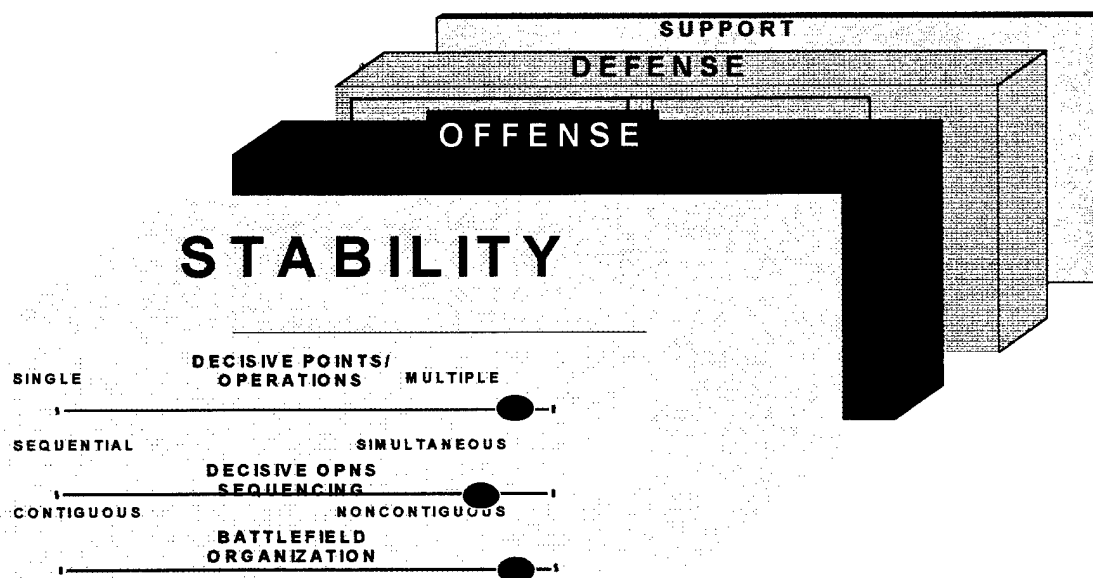 SUPPORT
DEFENSE
OFFENSE
STABILITY
DECISIVE POINTS/
OPERATIONS
SINGLE
MULTIPLE
SEQUENTIAL
SIMULTANEOUS
DECISIVE OPNS
SEQUENCING
CONTIGUOUS
NONCONTIGUOUS
BATTLEFIELD
ORGANIZATION